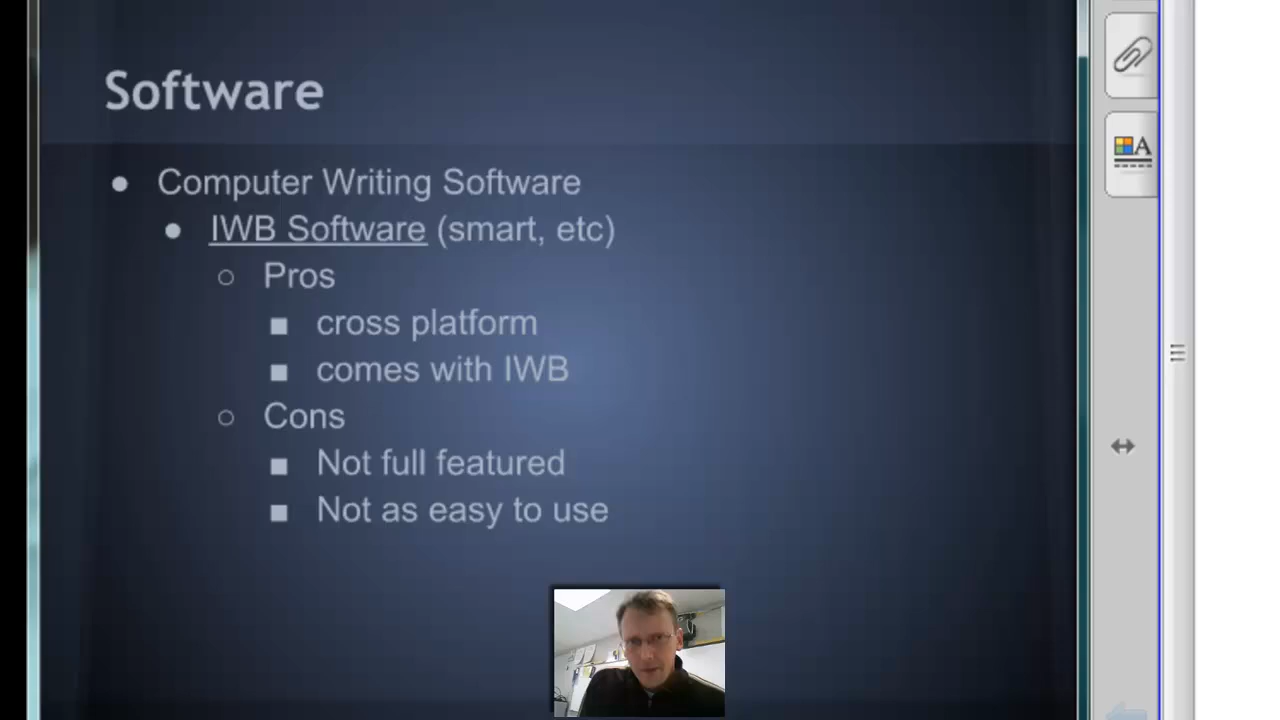 Software
Computer Writing Software
IWB Software (smart, etc)
Pros
cross platform
comes with IWB
Cons
Not full featured
Not as easy to use
A